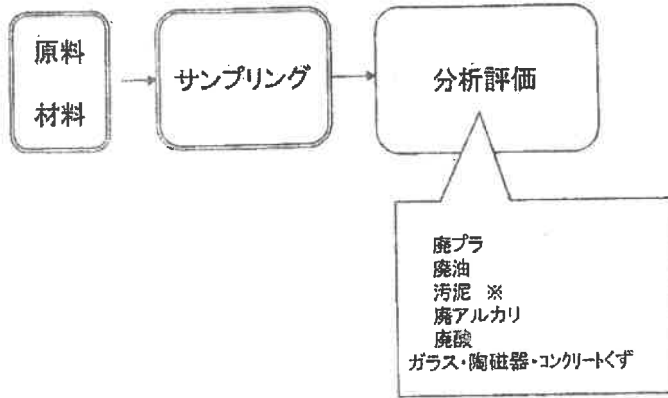 原料
材料
サンプリング
分析評価
廃プラ
廃油
汚泥 ※
廃アルカリ
廃酸
ガラス・陶磁器・コンクリートくず